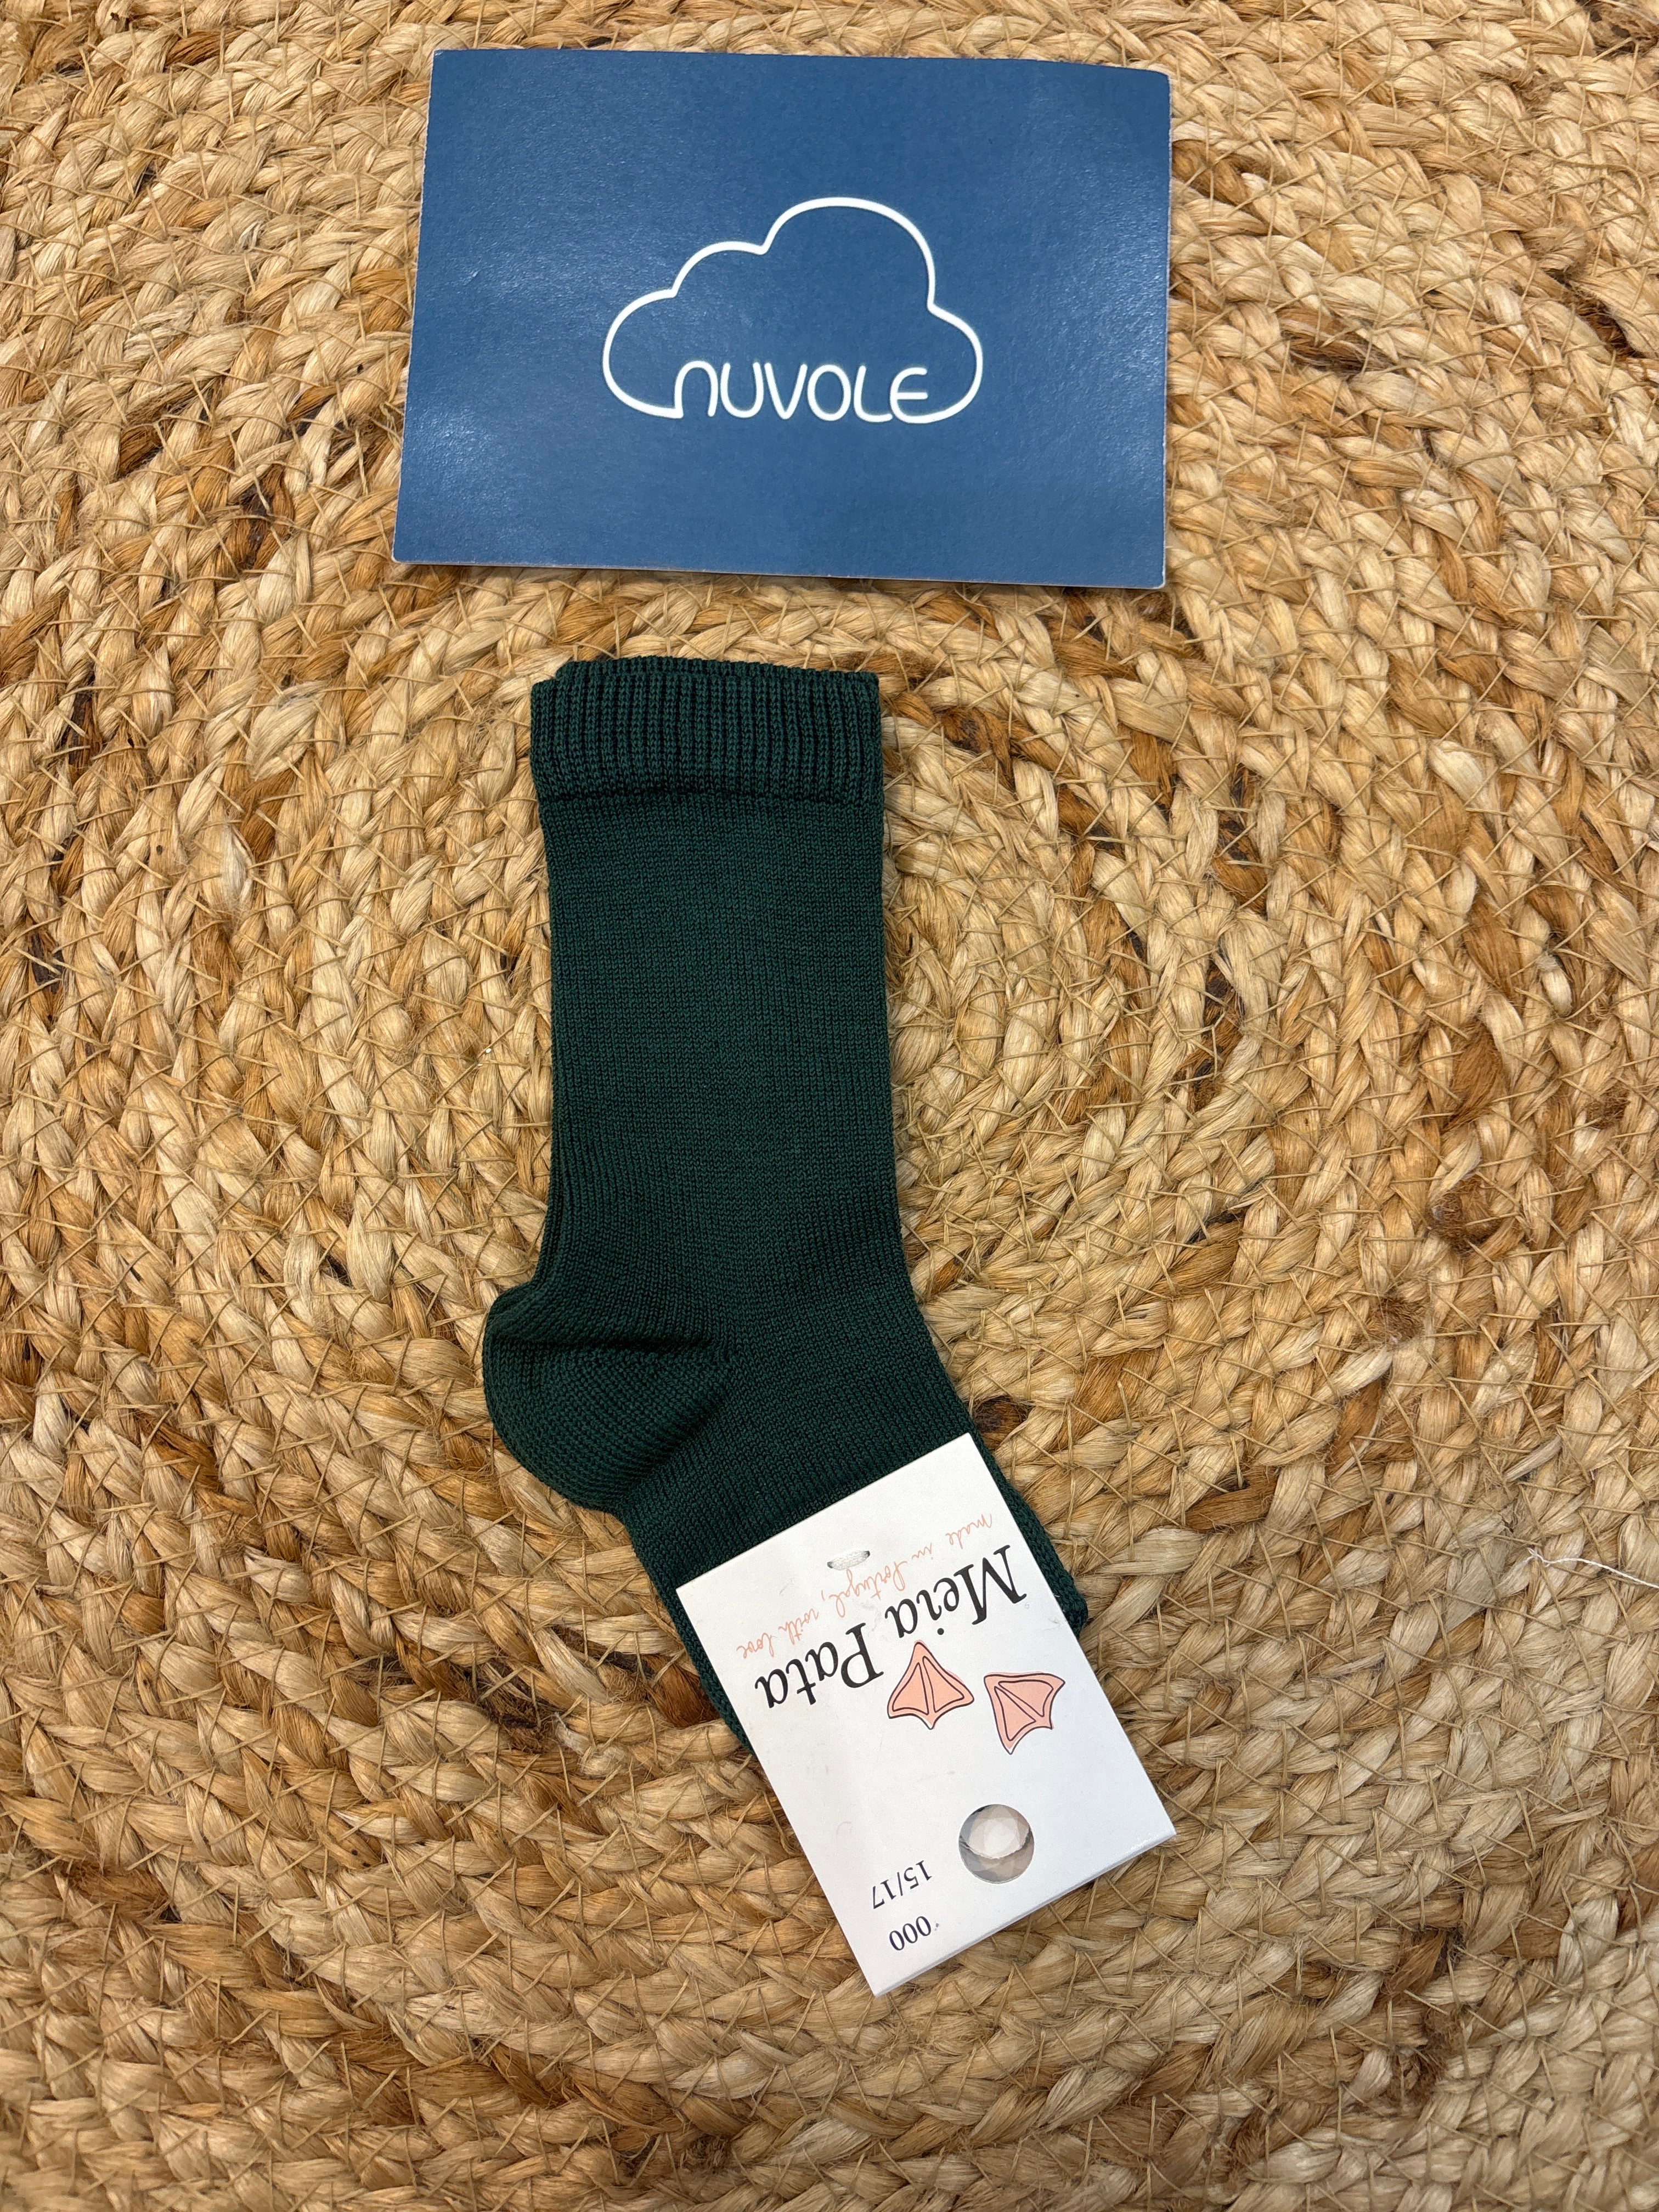 NUVOLE
Meia Pata
made in Portugal, with love
15/17
000